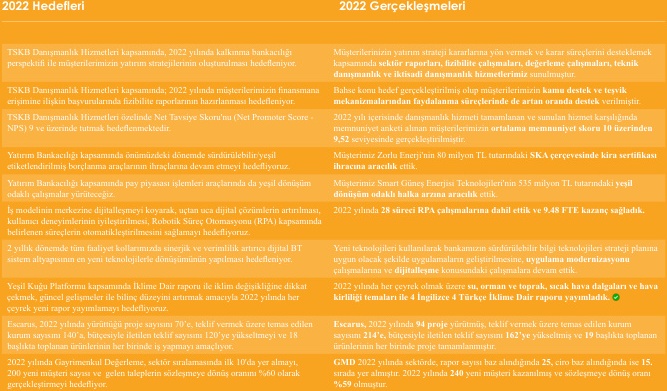 2022 Hedefleri
2022 Gerçekleşmeleri
TSKB Danışmanlık Hizmetleri kapsamında, 2022 yılında kalkınma bankacılığı
perspektifi ile müşterilerimizin yatırım stratejilerinin oluşturulması hedefleniyor.
Müşterilerimizin yatırım strateji kararlarına yön vermek ve karar süreçlerini desteklemek
kapsamında sektör raporları, fizibilite çalışmaları, değerleme çalışmaları, teknik
danışmanlık ve iktisadi danışmanlık hizmetlerimiz sunulmuştur.
TSKB Danışmanlık Hizmetleri kapsamında, 2022 yılında müşterilerimizin finansmana
erişimine ilişkin başvurularında fizibilite raporlarının hazırlanması hedefleniyor.
Bahse konu hedef gerçekleştirilmiş olup müşterilerimizin kamu destek ve teşvik
mekanizmalarından faydalanma süreçlerinde de artan oranda destek verilmiştir.
TSKB Danışmanlık Hizmetleri özelinde Net Tavsiye Skoru'nu (Net Promoter Score -
NPS) 9 ve üzerinde tutmak hedeflenmektedir.
2022 yılı içerisinde danışmanlık hizmeti tamamlanan ve sunulan hizmet karşılığında
memnuniyet anketi alınan müşterilerimizin ortalama memnuniyet skoru 10 üzerinden
9,52 seviyesinde gerçekleşmiştir.
Yatırım Bankacılığı kapsamında önümüzdeki dönemde sürdürülebilir/yeşil
etiketlendirilmiş borçlanma araçlarının ihraçlarına devam etmeyi hedefliyoruz.
Müşterimiz Zorlu Enerji'nin 80 milyon TL tutarındaki SKA çerçevesinde kira sertifikası
ihracına aracılık ettik.
Yatırım Bankacılığı kapsamında pay piyasası işlemleri araçlarında da yeşil dönüşüm
odaklı çalışmalar yürüteceğiz.
Müşterimiz Smart Güneş Enerjisi Teknolojileri'nin 535 milyon TL tutarındaki yeşil
dönüşüm odaklı halka arzına aracılık ettik.
İş modelinin merkezine dijitalleşmeyi koyarak, uçtan uca dijital çözümlerin artırılması,
kullanıcı deneyimlerinin iyileştirilmesi, Robotik Süreç Otomasyonu (RPA) kapsamında
belirlenen süreçlerin otomatikleştirilmesini sağlamayı hedefliyoruz.
2022 yılında 28 süreci RPA çalışmalarına dahil ettik ve 9.48 FTE kazanç sağladık.
2 yıllık dönemde tüm faaliyet kollarımızda sinerjik ve verimlilik artırıcı dijital BT
sistem altyapısının en yeni teknolojilerle dönüşümünün yapılması hedefleniyor.
Yeni teknolojileri kullanılarak bankamızın sürdürülebilir bilgi teknolojileri strateji planına
uygun olacak şekilde uygulamaların geliştirilmesine, uygulama modernizasyonu
çalışmalarına ve dijitalleşme konusundaki çalışmalara devam ettik.
Yeşil Kuğu Platformu kapsamında İklime Dair raporu ile iklim değişikliğine dikkat
çekmek, güncel gelişmeler ile bilinç düzeyini artırmak amacıyla 2022 yılında her
çeyrek yeni rapor yayımlamayı hedefliyoruz.
2022 yılında her çeyrek olmak üzere su, orman ve toprak, sıcak hava dalgaları ve hava
kirliliği temaları ile 4 İngilizce 4 Türkçe İklime Dair raporu yayımladık.
Escarus, 2022 yılında yürüttüğü proje sayısını 70'e, teklif vermek üzere temas edilen
kurum sayısını 140'a, bütçesiyle iletilen teklif sayısını 120'ye yükseltmeyi ve 18
başlıkta toplanan ürünlerinin her birinde iş yapmayı amaçlıyor.
Escarus, 2022 yılında 94 proje yürütmüş, teklif vermek üzere temas edilen kurum
sayısını 214'e, bütçesiyle iletilen teklif sayısını 162'ye yükseltmiş ve 19 başlıkta toplanan
ürünlerinin her birinde proje tamamlanmıştır.
2022 yılında Gayrimenkul Değerleme, sektör sıralamasında ilk 10'da yer almayı,
200 yeni müşteri sayısı ve gelen taleplerin sözleşmeye dönüş oranını %60 olarak
gerçekleştirmeyi hedefliyor.
GMD 2022 yılında sektörde, rapor sayısı baz alındığında 25, ciro baz alındığında ise 15.
sırada yer almıştır. 2022 yılında 240 yeni müşteri kazanılmış ve sözleşmeye dönüş oranı
%59 olmuştur.